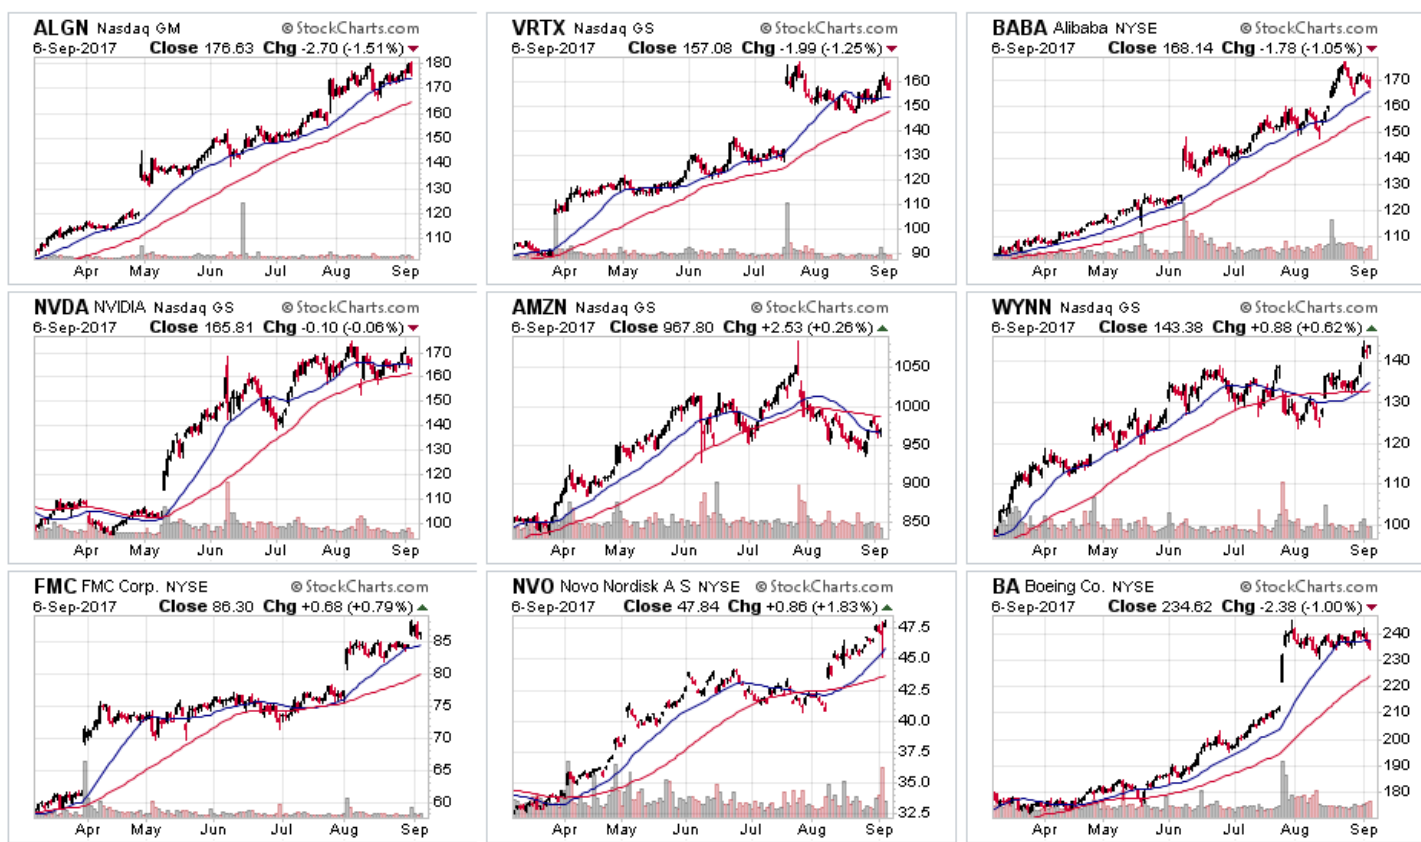 ALGN Nasdaq GM © StockCharts.com
6-Sep-2017 Close 176.63 Chg -2.70 (-1.51%)
180
170
160
150
140
130
120
110
Apr May Jun Jul Aug Sep
VRTX Nasdaq GS © StockCharts.com
6-Sep-2017 Close 157.08 Chg -1.99 (-1.25%)
160
150
140
130
120
110
100
90
Apr May Jun Jul Aug Sep
BABA Alibaba NYSE © StockCharts.com
6-Sep-2017 Close 168.14 Chg -1.78 (-1.05%)
170
160
150
140
130
120
110
Apr May Jun Jul Aug Sep
NVDA NVIDIA Nasdaq GS © StockCharts.com
6-Sep-2017 Close 165.81 Chg -0.10 (-0.06%)
170
160
150
140
130
120
110
100
Apr May Jun Jul Aug Sep
AMZN Nasdaq GS © StockCharts.com
6-Sep-2017 Close 967.80 Chg +2.53 (+0.26%)
1050
1000
950
900
850
Apr May Jun Jul Aug Sep
WYNN Nasdaq GS © StockCharts.com
6-Sep-2017 Close 143.38 Chg +0.88 (+0.62%)
140
130
120
110
100
Apr May Jun Jul Aug Sep
FMC FMC Corp. NYSE © StockCharts.com
6-Sep-2017 Close 86.30 Chg +0.68 (+0.79%)
85
80
75
70
65
60
Apr May Jun Jul Aug Sep
NVO Novo Nordisk A S NYSE © StockCharts.com
6-Sep-2017 Close 47.84 Chg +0.86 (+1.83%)
47.5
45.0
42.5
40.0
37.5
35.0
32.5
Apr May Jun Jul Aug Sep
BA Boeing Co. NYSE © StockCharts.com
6-Sep-2017 Close 234.62 Chg -2.38 (-1.00%)
240
230
220
210
200
190
180
Apr May Jun Jul Aug Sep